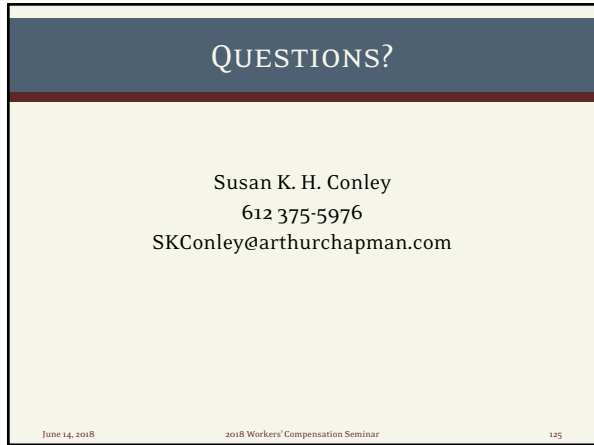 QUESTIONS?
Susan K. H. Conley
612 375-5976
SKConley@arthurchapman.com
June 14, 2018
2018 Workers' Compensation Seminar
125